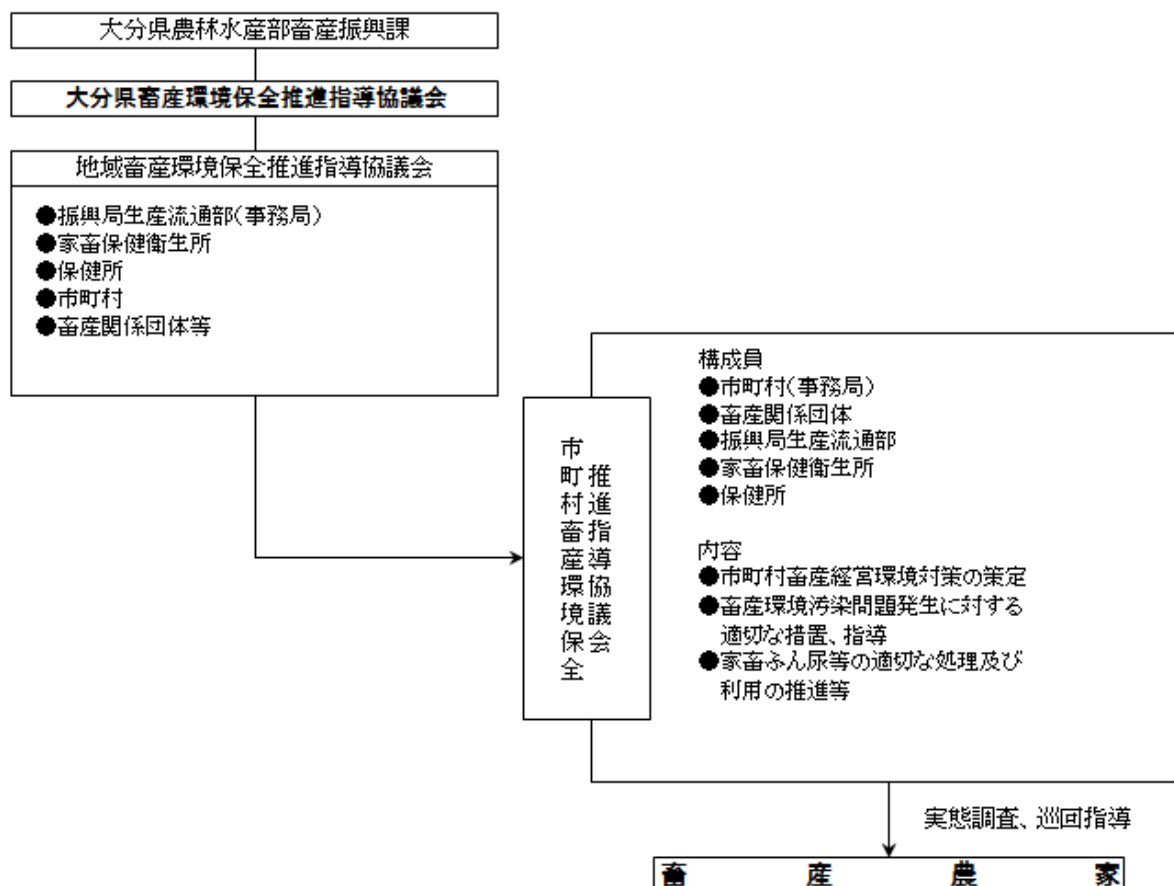 大分県農林水産部畜産振興課
大分県畜産環境保全推進指導協議会
地域畜産環境保全推進指導協議会
●振興局生産流通部(事務局)
●家畜保健衛生所
●保健所
●市町村
●畜産関係団体等
市町村畜産環境保全
推進指導協議会
構成員
●市町村(事務局)
●畜産関係団体
●振興局生産流通部
●家畜保健衛生所
●保健所
内容
●市町村畜産経営環境対策の策定
●畜産環境汚染問題発生に対する
適切な措置、指導
●家畜ふん尿等の適切な処理及び
利用の推進等
実態調査、巡回指導
畜産農家